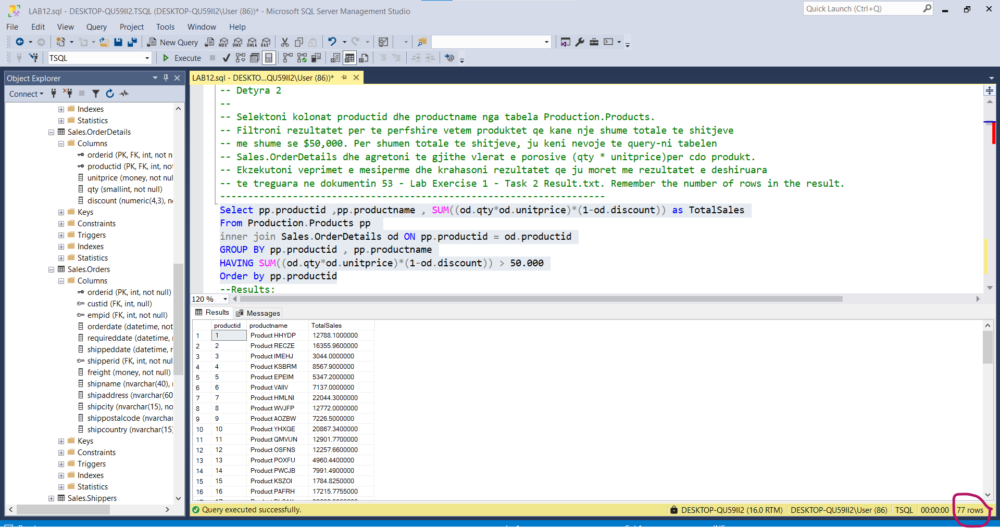 LAB12.sql - DESKTOP-QU59II2.TSQL (DESKTOP-QU59II2\User (86))* - Microsoft SQL Server Management Studio
Quick Launch (Ctrl+Q)
File Edit View Query Project Tools Window Help
New Query
MDX DMX XMLA DAX
TSQL
Execute
Object Explorer
Connect
Indexes
Statistics
Sales.OrderDetails
Columns
orderid (PK, FK, int, not n
productid (PK, FK, int, not
unitprice (money, not nul
qty (smallint, not null)
discount (numeric(4,3), n
Keys
Constraints
Triggers
Indexes
Statistics
Sales.Orders
Columns
orderid (PK, int, not null)
custid (FK, int, null)
empid (FK, int, not null)
orderdate (datetime, not
requireddate (datetime,
shippeddate (datetime, r
shipperid (FK, int, not nul
freight (money, not null)
shipname (nvarchar(40),
shipaddress (nvarchar(60
shipcity (nvarchar(15), no
shippostalcode (nvarchar
shipcountry (nvarchar(15)
Keys
Constraints
Triggers
Indexes
Statistics
Sales.Shippers
LAB12.sql - DESKTO...QU59II2\User (86))*
-- Detyra 2
--
-- Selektoni kolonat productid dhe productname nga tabela Production.Products.
-- Filtroni rezultatet per te perfshire vetem produktet qe kane nje shume totale te shitjeve
-- me shume se $50,000. Per shumen totale te shitjeve, ju keni nevoje te query-ni tabelen
-- Sales.OrderDetails dhe agretoni te gjithe vlerat e porosive (qty * unitprice)per cdo produkt.
-- Ekzekutoni veprimet e mesiperme dhe krahasoni rezultatet qe ju moret me rezultatet e deshiruara
-- te treguara ne dokumentin 53 - Lab Exercise 1 - Task 2 Result.txt. Remember the number of rows in the result.
---------------------------------------------------------------------
Select pp.productid ,pp.productname , SUM((od.qty*od.unitprice)*(1-od.discount)) as TotalSales
From Production.Products pp
inner join Sales.OrderDetails od ON pp.productid = od.productid
GROUP BY pp.productid , pp.productname
HAVING SUM((od.qty*od.unitprice)*(1-od.discount)) > 50.000
Order by pp.productid
--Results:
120 %
Results Messages
productid productname TotalSales
1 1 Product HHYDP 12788.1000000
2 2 Product RECZE 16355.9600000
3 3 Product IMEHJ 3044.0000000
4 4 Product KSBRM 8567.9000000
5 5 Product EPEIM 5347.2000000
6 6 Product VAIIV 7137.0000000
7 7 Product HMLNI 22044.3000000
8 8 Product WVJFP 12772.0000000
9 9 Product AOZBW 7226.5000000
10 10 Product YHXGE 20867.3400000
11 11 Product QMVUN 12901.7700000
12 12 Product OSFNS 12257.6600000
13 13 Product POXFU 4960.4400000
14 14 Product PWCJB 7991.4900000
15 15 Product KSZOI 1784.8250000
16 16 Product PAFRH 17215.7755000
Query executed successfully.
DESKTOP-QU59II2 (16.0 RTM) DESKTOP-QU59II2\User (86) TSQL 00:00:00 77 rows